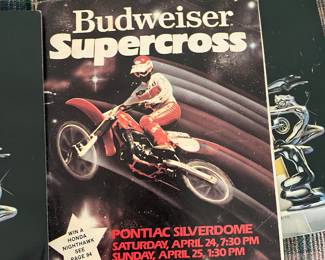 Budweiser
Supercross
WIN A
HONDA
NIGHTHAWK
SEE
PAGE 94
PONTIAC SILVERDOME
SATURDAY, APRIL 24, 7:30 PM
SUNDAY, APRIL 25, 1:30 PM